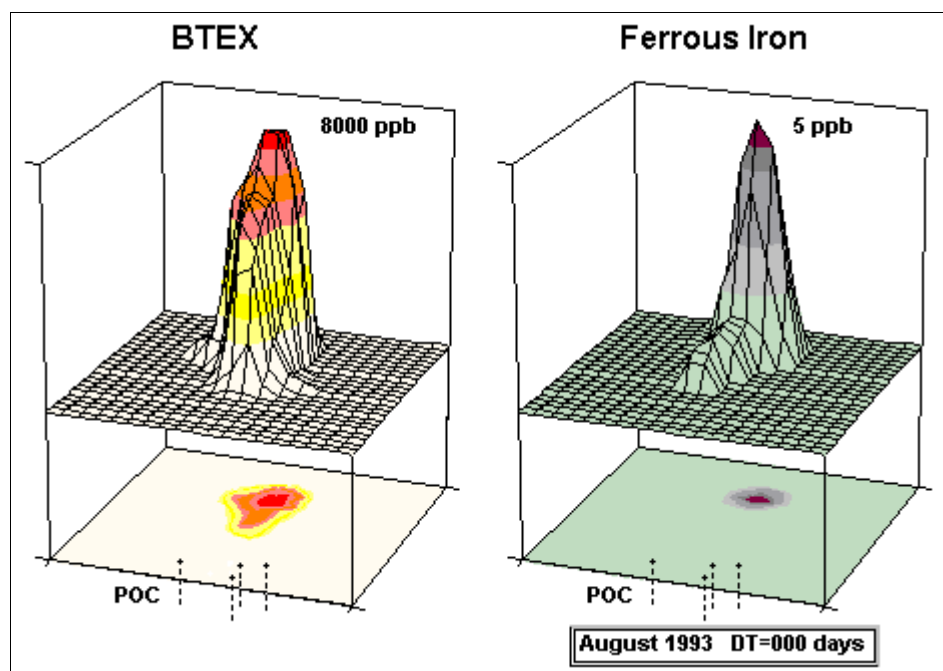 BTEX
Ferrous Iron
8000 ppb
5 ppb
POC
POC
August 1993 DT=000 days